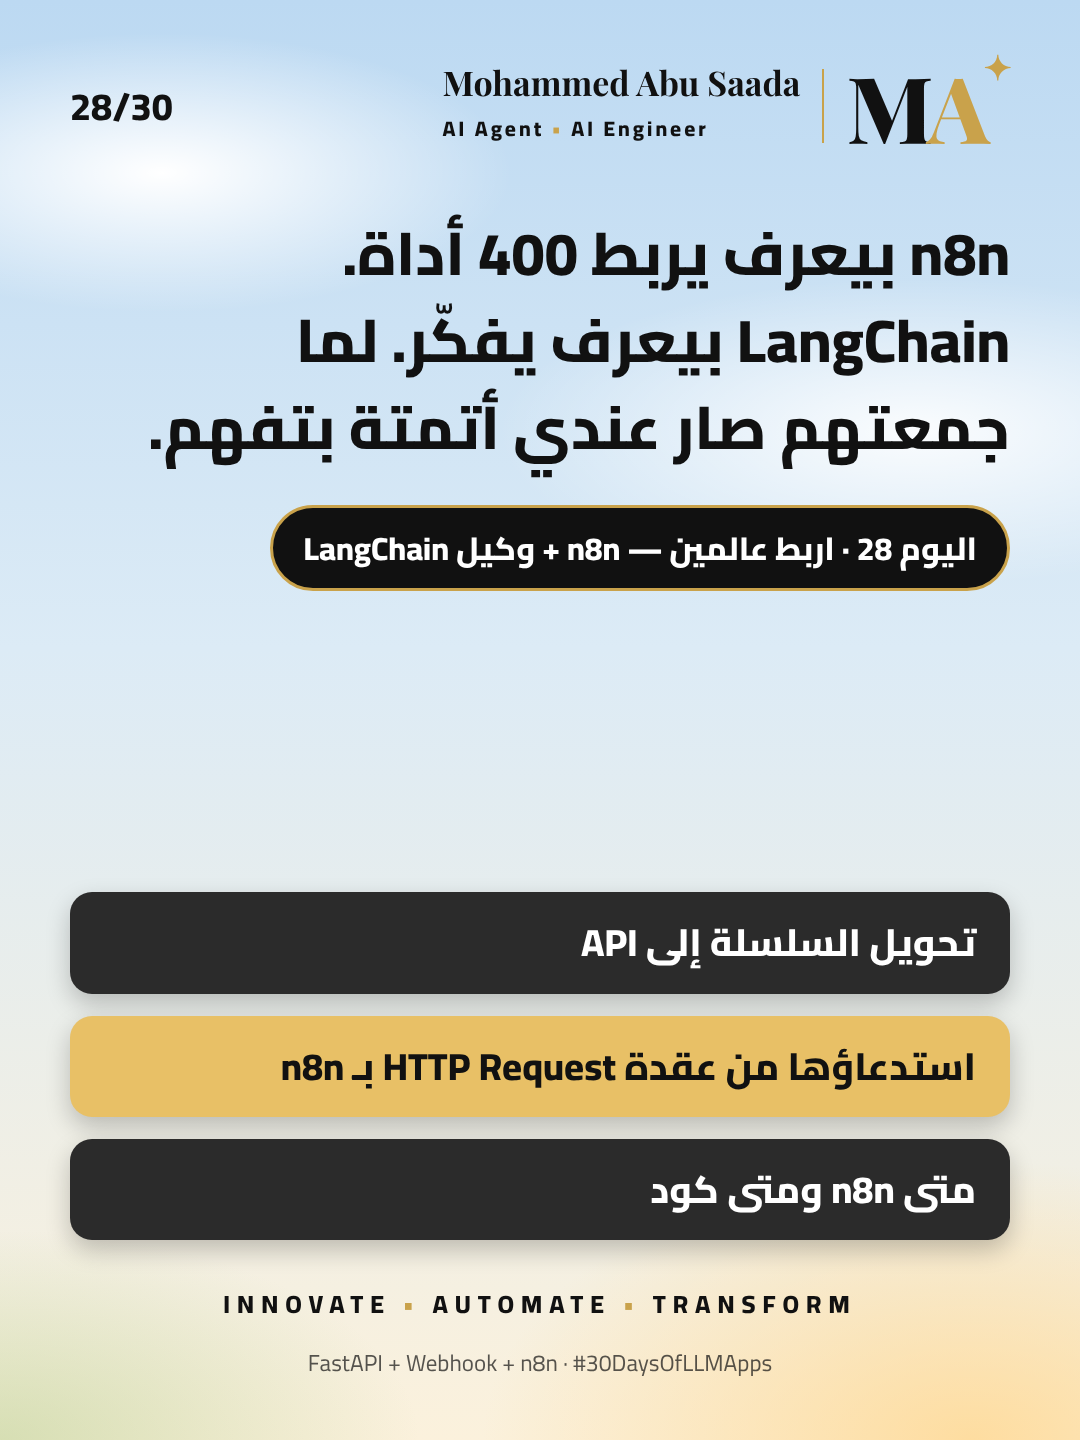 28/30
Mohammed Abu Saada
AI Agent ▪ AI Engineer
MA
n8n بيعرف يربط 400 أداة.
LangChain بيعرف يفكّر. لما
جمعتهم صار عندي أتمتة بتفهم.
اليوم 28 · اربط عالمين — n8n + وكيل LangChain
تحويل السلسلة إلى API
استدعاؤها من عقدة HTTP Request بـ n8n
متى n8n ومتى كود
INNOVATE ▪ AUTOMATE ▪ TRANSFORM
FastAPI + Webhook + n8n · #30DaysOfLLMApps